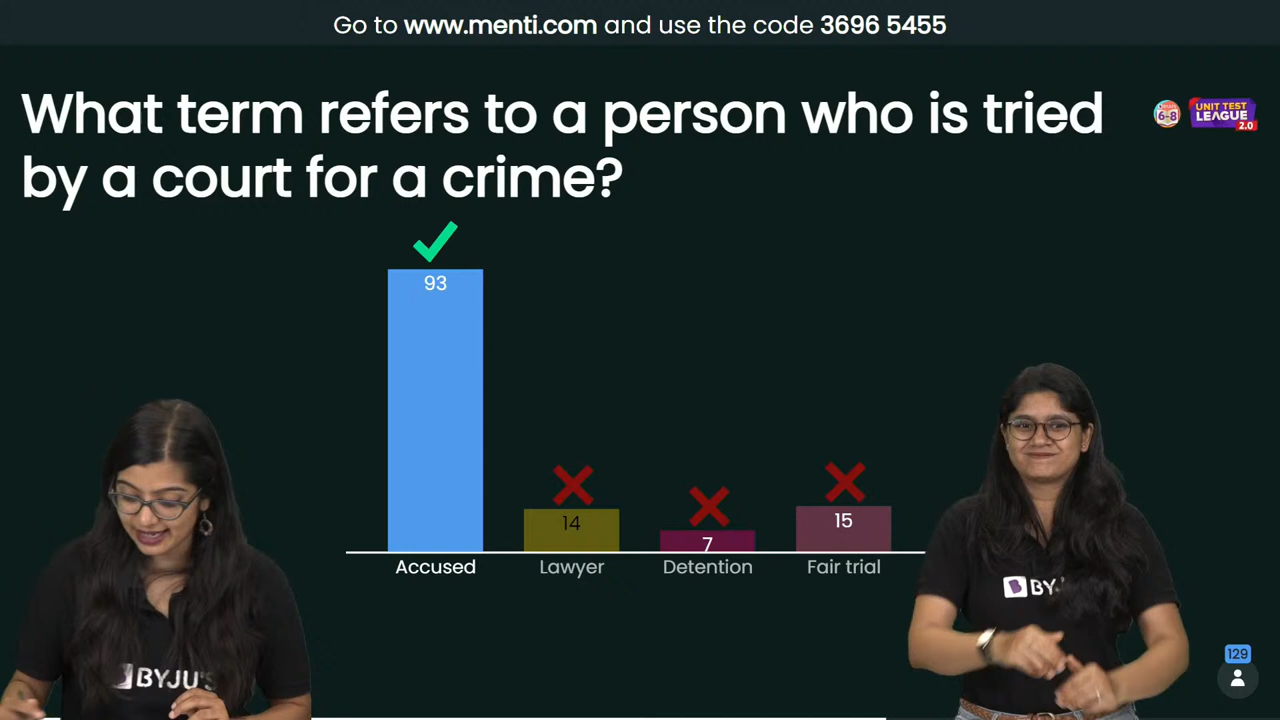 Go to www.menti.com and use the code 3696 5455
What term refers to a person who is tried
by a court for a crime?
6-8
UNIT TEST
LEAGUE
2.0
93
14
7
15
Accused
Lawyer
Detention
Fair trial
BYJU'S
BYJ
129